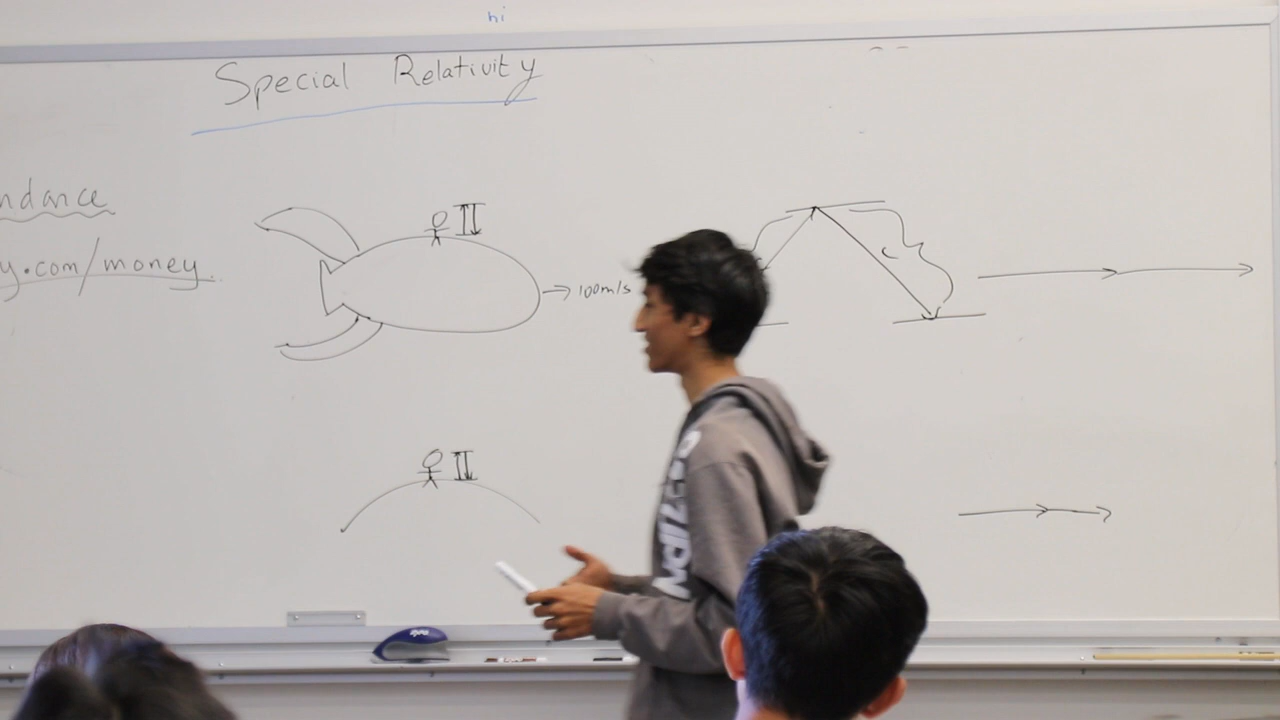 hi
Special Relativity
ndance
y.com/money
→ 100m/s
c